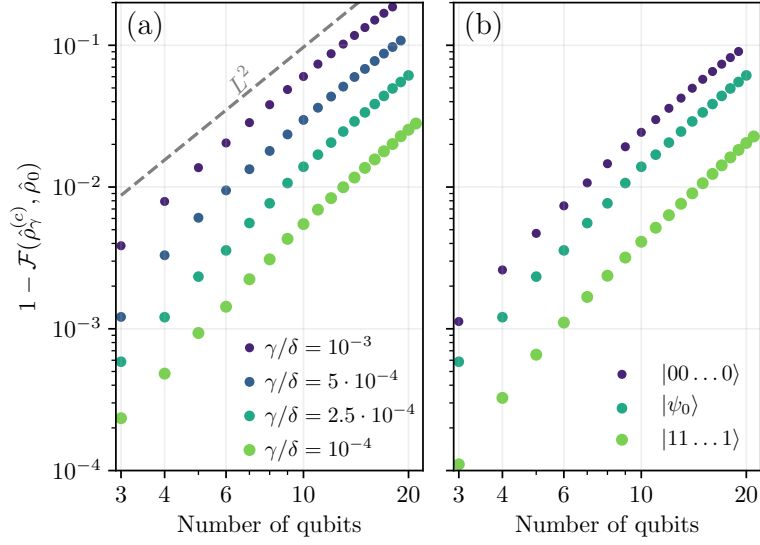 (a)
(b)
L²
1 − 𝓕(ρ̂_γ^(c), ρ̂₀)
10⁻¹
10⁻²
10⁻³
10⁻⁴
γ/δ = 10⁻³
γ/δ = 5 · 10⁻⁴
γ/δ = 2.5 · 10⁻⁴
γ/δ = 10⁻⁴
|00...0⟩
|ψ₀⟩
|11...1⟩
3 6 10 20
3 4 6 10 20
Number of qubits
Number of qubits